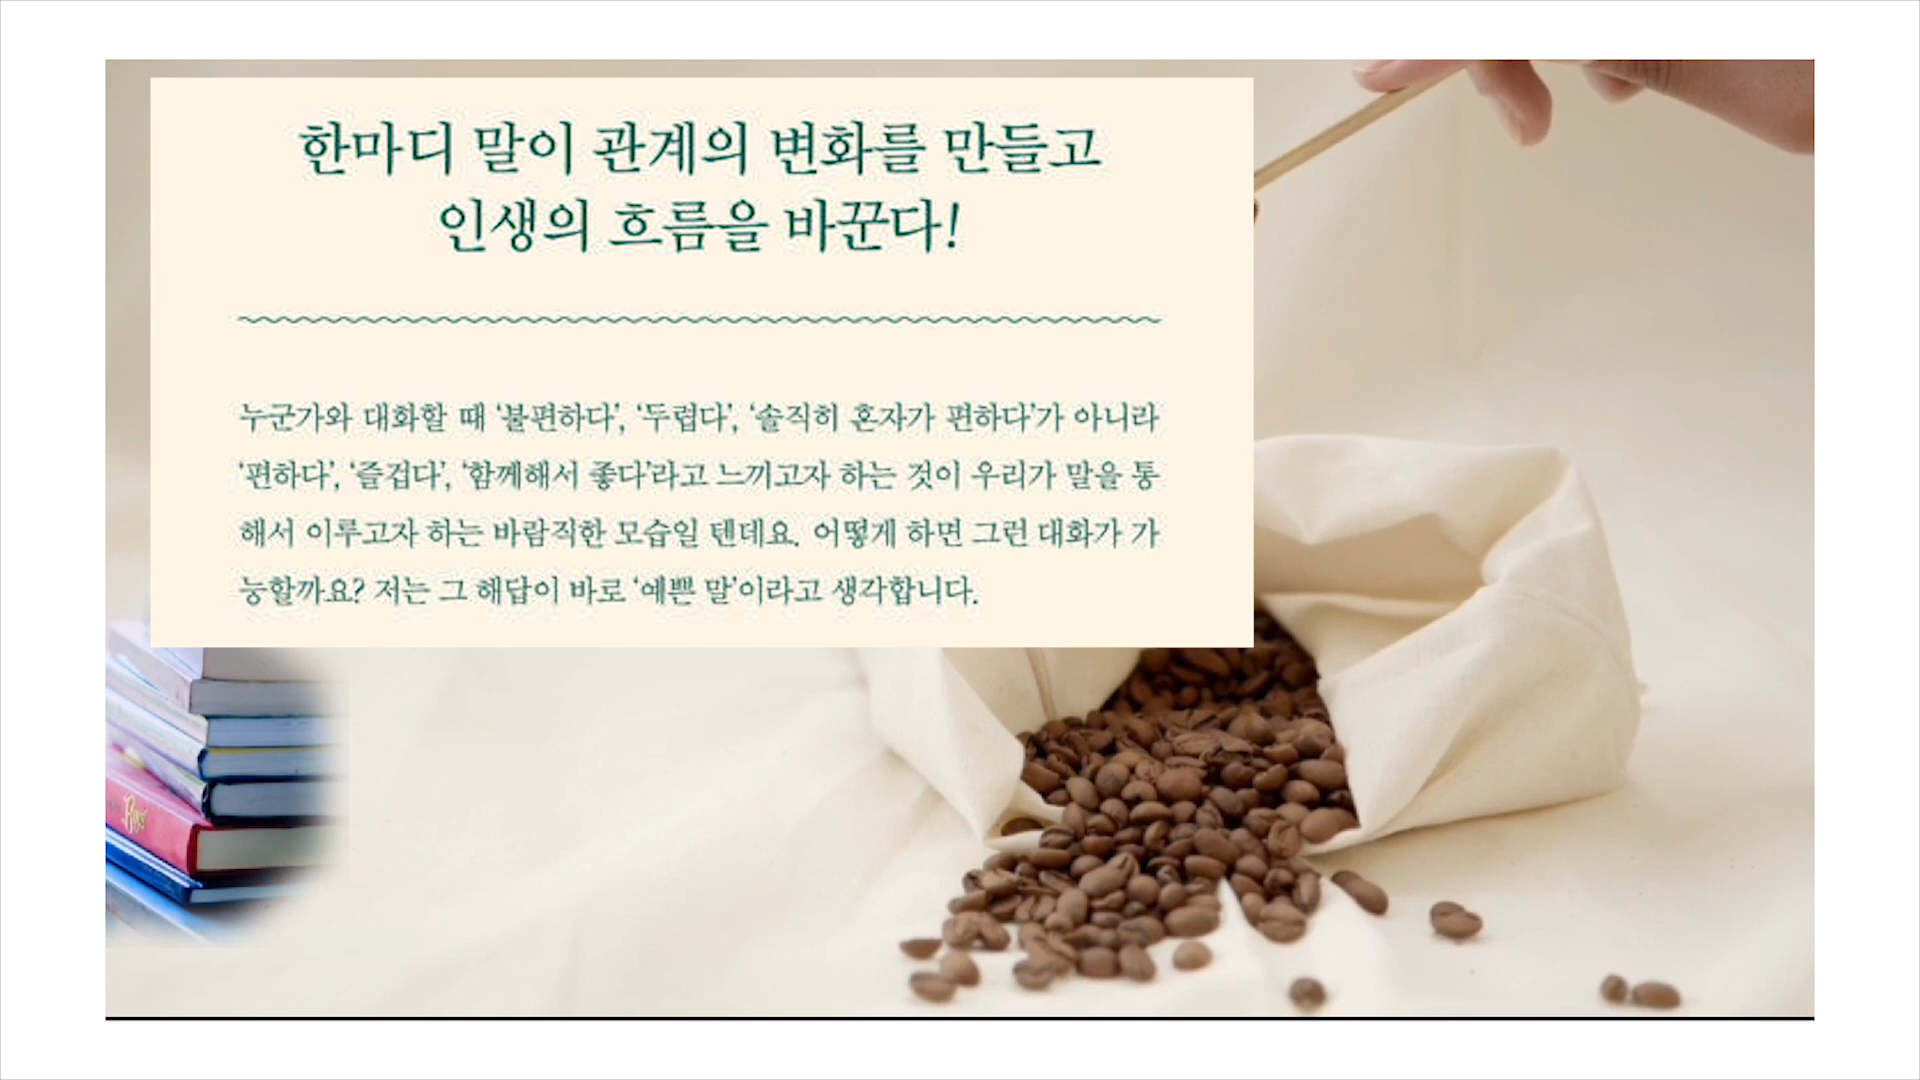 한마디 말이 관계의 변화를 만들고
인생의 흐름을 바꾼다!
누군가와 대화할 때 ‘불편하다’, ‘두렵다’, ‘솔직히 혼자가 편하다’가 아니라
‘편하다’, ‘즐겁다’, ‘함께해서 좋다’라고 느끼고자 하는 것이 우리가 말을 통
해서 이루고자 하는 바람직한 모습일 텐데요. 어떻게 하면 그런 대화가 가
능할까요? 저는 그 해답이 바로 ‘예쁜 말’이라고 생각합니다.